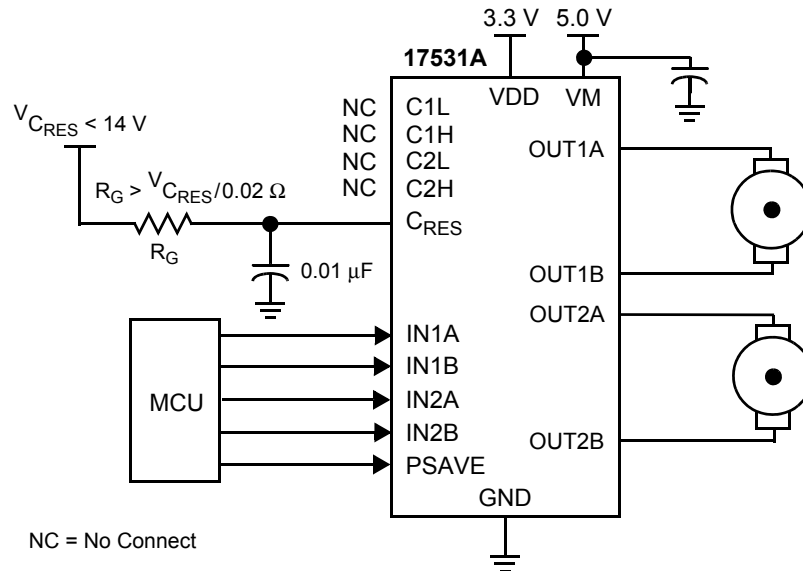 3.3 V 5.0 V
17531A
VDD VM
NC C1L
NC C1H
NC C2L
NC C2H
CRES
VCRES < 14 V
RG > VCRES/0.02 Ω
RG
0.01 μF
OUT1A
OUT1B
OUT2A
OUT2B
MCU
IN1A
IN1B
IN2A
IN2B
PSAVE
GND
NC = No Connect